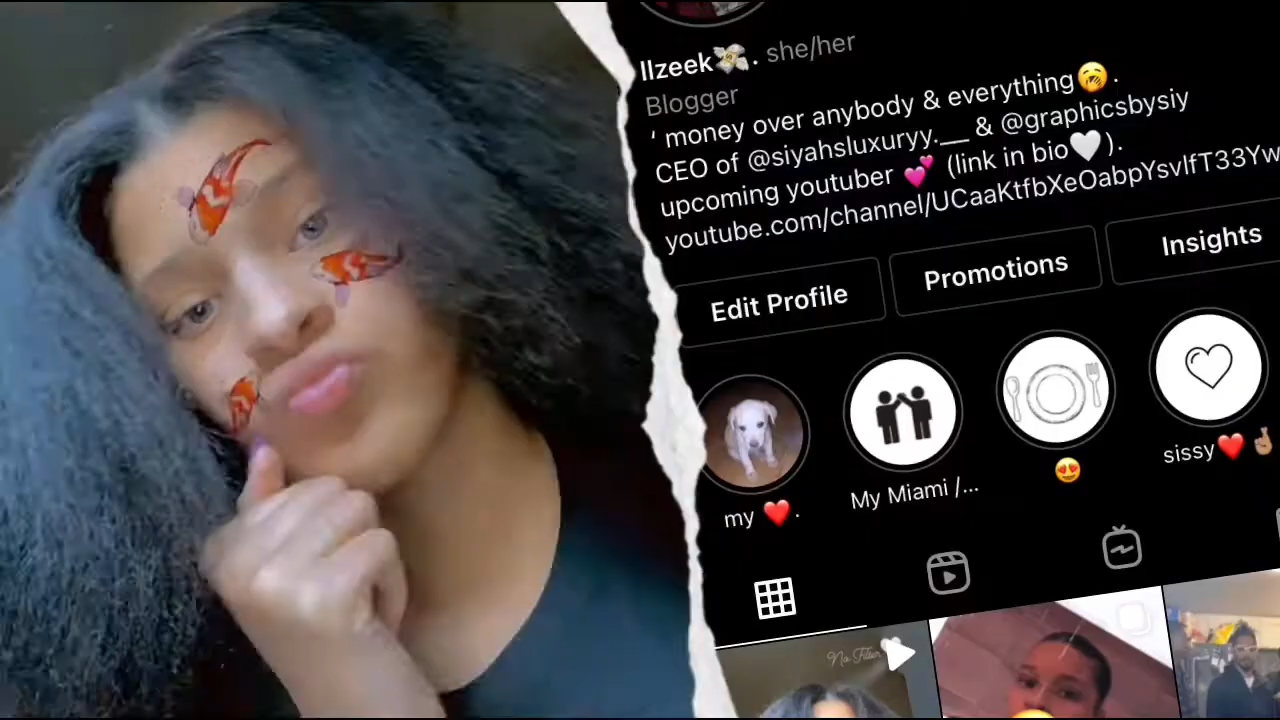 llzeek💸. she/her
Blogger
‘ money over anybody & everything🥱.
CEO of @siyahsluxuryy.__ & @graphicsbysiy
upcoming youtuber 💕 (link in bio🤍).
youtube.com/channel/UCaaKtfbXeOabpYsvlfT33Yw
Edit Profile
Promotions
Insights
my ❤️.
My Miami /...
😍
sissy❤️🤞🏽
No Filter